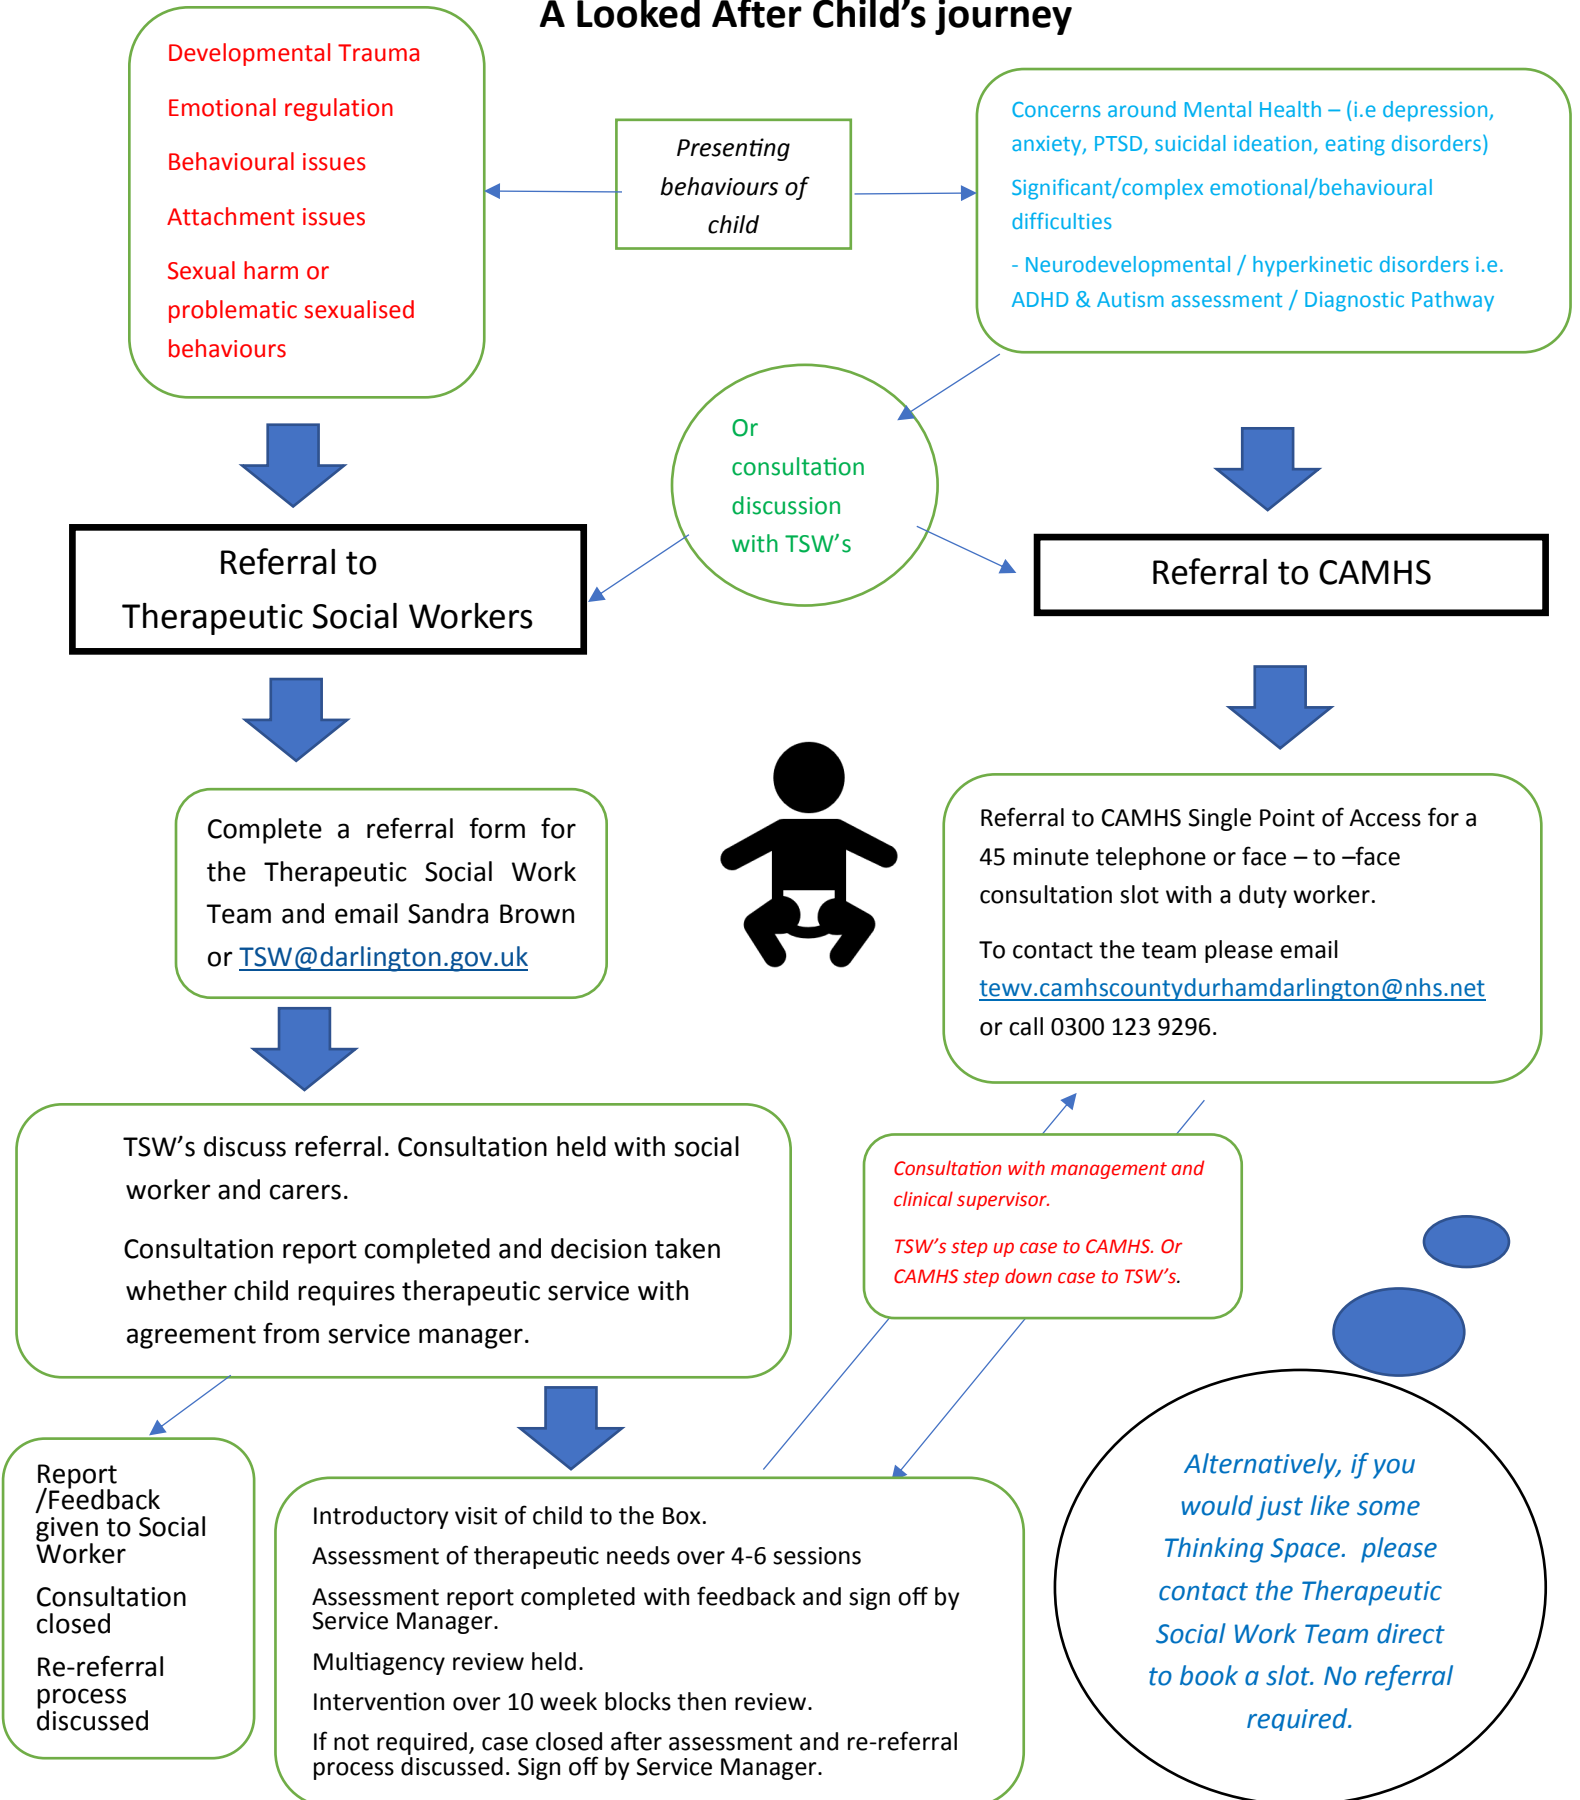 A Looked After Child's journey
Developmental Trauma
Emotional regulation
Behavioural issues
Attachment issues
Sexual harm or
problematic sexualised
behaviours
Presenting
behaviours of
child
Concerns around Mental Health – (i.e depression,
anxiety, PTSD, suicidal ideation, eating disorders)
Significant/complex emotional/behavioural
difficulties
- Neurodevelopmental / hyperkinetic disorders i.e.
ADHD & Autism assessment / Diagnostic Pathway
Or
consultation
discussion
with TSW's
Referral to
Therapeutic Social Workers
Referral to CAMHS
Complete a referral form for
the Therapeutic Social Work
Team and email Sandra Brown
or TSW@darlington.gov.uk
Referral to CAMHS Single Point of Access for a
45 minute telephone or face – to –face
consultation slot with a duty worker.
To contact the team please email
tewv.camhscountydurhamdarlington@nhs.net
or call 0300 123 9296.
TSW's discuss referral. Consultation held with social
worker and carers.
Consultation report completed and decision taken
whether child requires therapeutic service with
agreement from service manager.
Consultation with management and
clinical supervisor.
TSW's step up case to CAMHS. Or
CAMHS step down case to TSW's.
Report
/Feedback
given to Social
Worker
Consultation
closed
Re-referral
process
discussed
Introductory visit of child to the Box.
Assessment of therapeutic needs over 4-6 sessions
Assessment report completed with feedback and sign off by
Service Manager.
Multiagency review held.
Intervention over 10 week blocks then review.
If not required, case closed after assessment and re-referral
process discussed. Sign off by Service Manager.
Alternatively, if you
would just like some
Thinking Space.  please
contact the Therapeutic
Social Work Team direct
to book a slot. No referral
required.